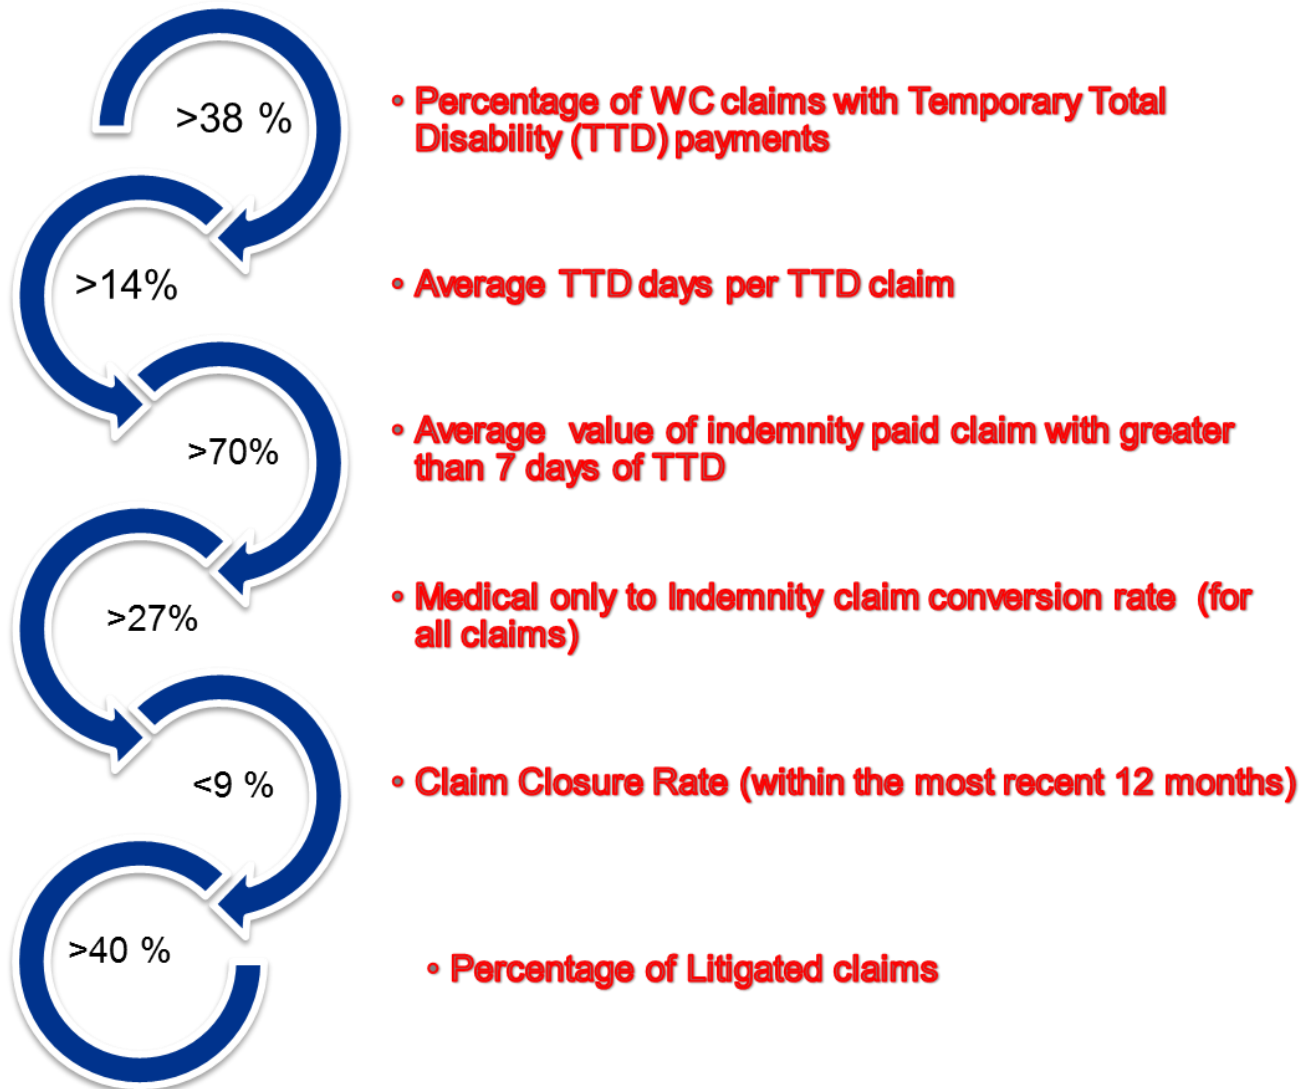 >38 %
• Percentage of WC claims with Temporary Total
Disability (TTD) payments
>14%
• Average TTD days per TTD claim
>70%
• Average value of indemnity paid claim with greater
than 7 days of TTD
>27%
• Medical only to Indemnity claim conversion rate (for
all claims)
<9 %
• Claim Closure Rate (within the most recent 12 months)
>40 %
• Percentage of Litigated claims